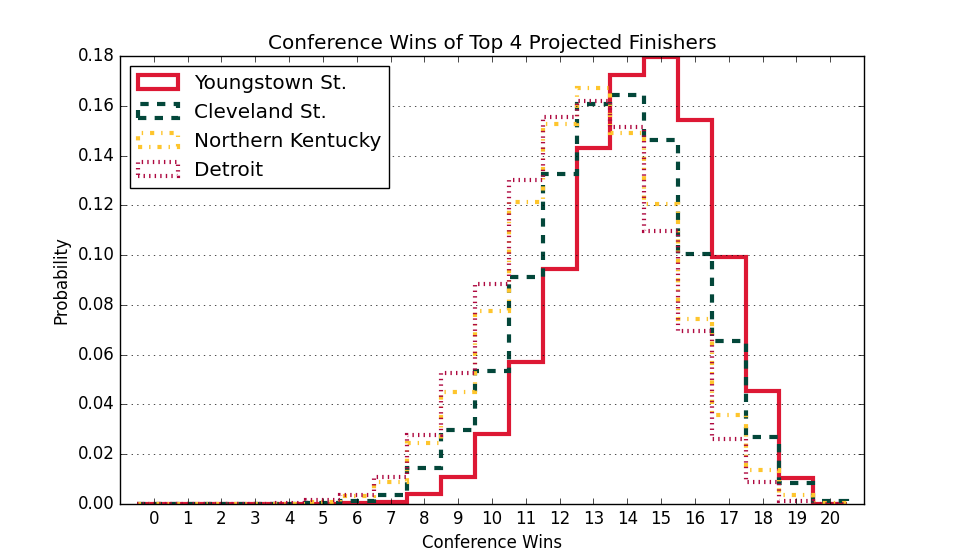 Conference Wins of Top 4 Projected Finishers
Youngstown St.
Cleveland St.
Northern Kentucky
Detroit
0.18
0.16
0.14
0.12
0.10
0.08
0.06
0.04
0.02
0.00
Probability
0 1 2 3 4 5 6 7 8 9 10 11 12 13 14 15 16 17 18 19 20
Conference Wins